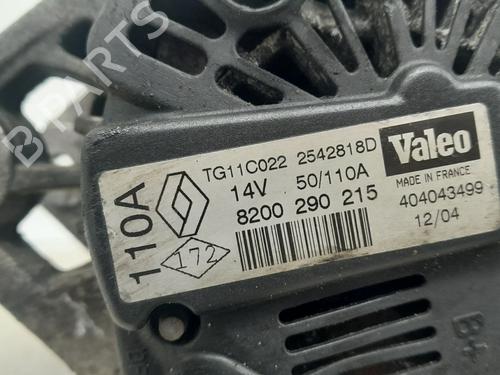 B PARTS
110A
TG11C022 2542818D
14V 50/110A
8200 290 215
172
Valeo
MADE IN FRANCE
404043499
12/04
B+